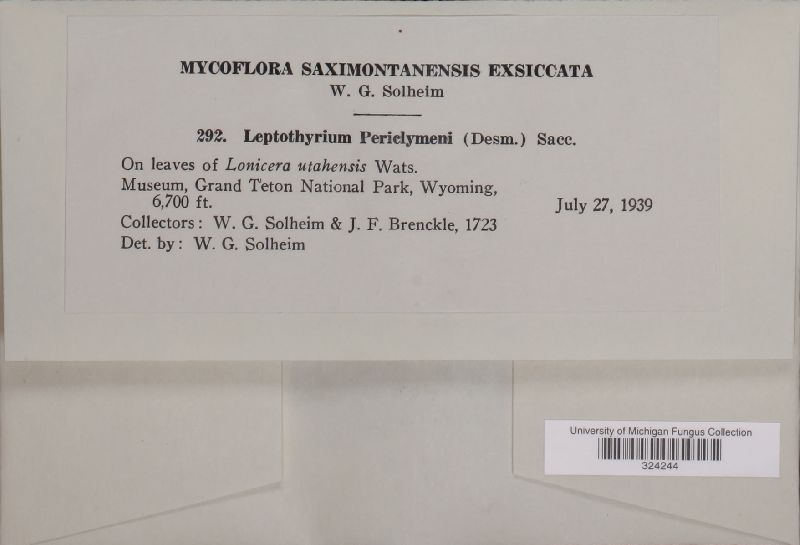 MYCOFLORA SAXIMONTANENSIS EXSICCATA
W. G. Solheim
292. Leptothyrium Periclymeni (Desm.) Sacc.
On leaves of Lonicera utahensis Wats.
Museum, Grand Teton National Park, Wyoming,
6,700 ft. July 27, 1939
Collectors: W. G. Solheim & J. F. Brenckle, 1723
Det. by: W. G. Solheim
University of Michigan Fungus Collection
324244